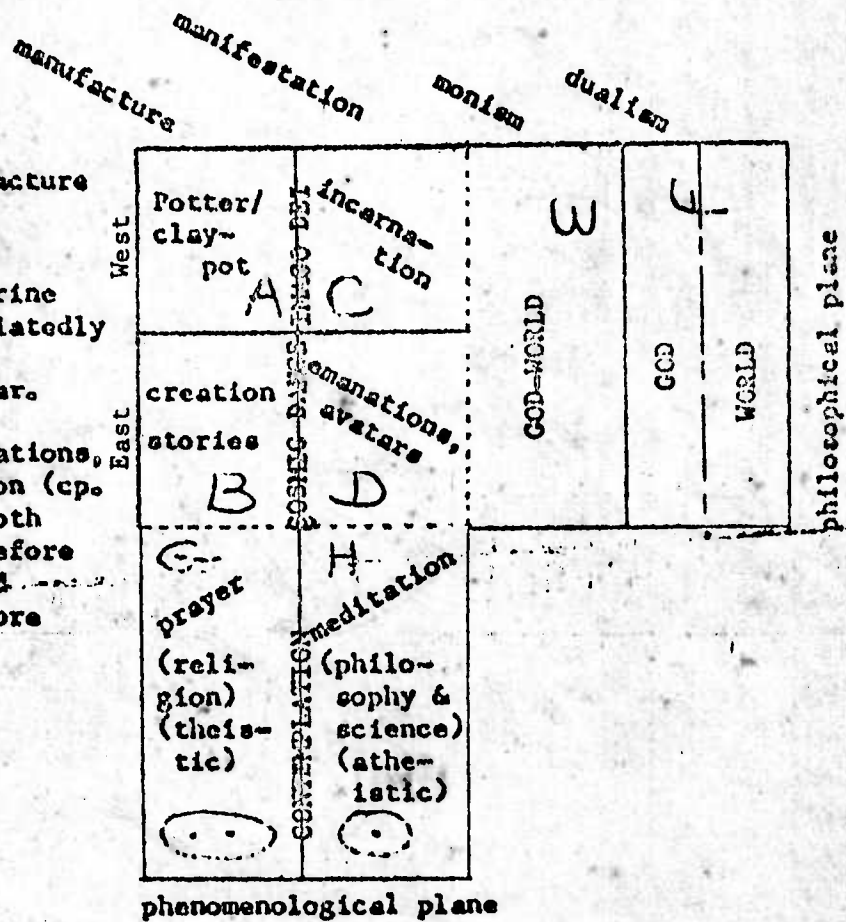 manufacture
manifestation
monism
dualism
acture
rine
latedly
ar.
ations,
on (cp.
oth
efore
d
ore
West
East
Potter/
clay-
pot
A
incarna-
tion
C
creation
stories
B
emanations,
avatars
D
COSMIC DANCE
G
prayer
(reli-
gion)
(theis-
tic)
H
meditation
(philo-
sophy &
science)
(athe-
istic)
CONTEMPLATION
E
GOD=WORLD
F
GOD
WORLD
philosophical plane
phenomenological plane